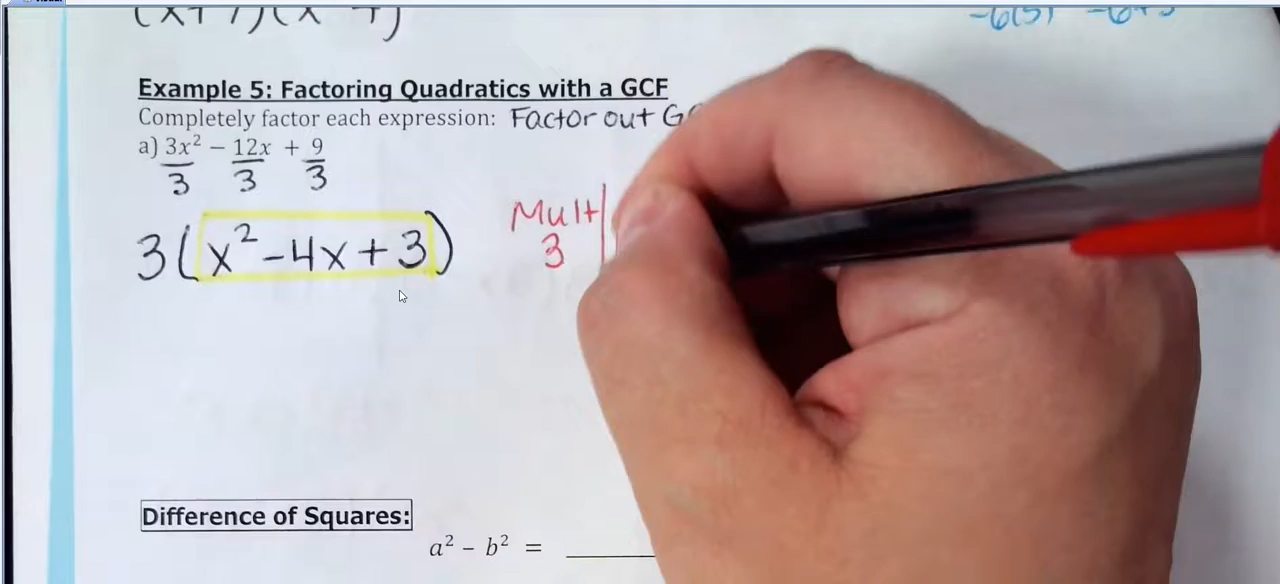 Example 5: Factoring Quadratics with a GCF
Completely factor each expression: Factor out
a) 3x² − 12x + 9
3 3 3
3(x² − 4x + 3)
Mult
3
Difference of Squares:
a² − b² = ______